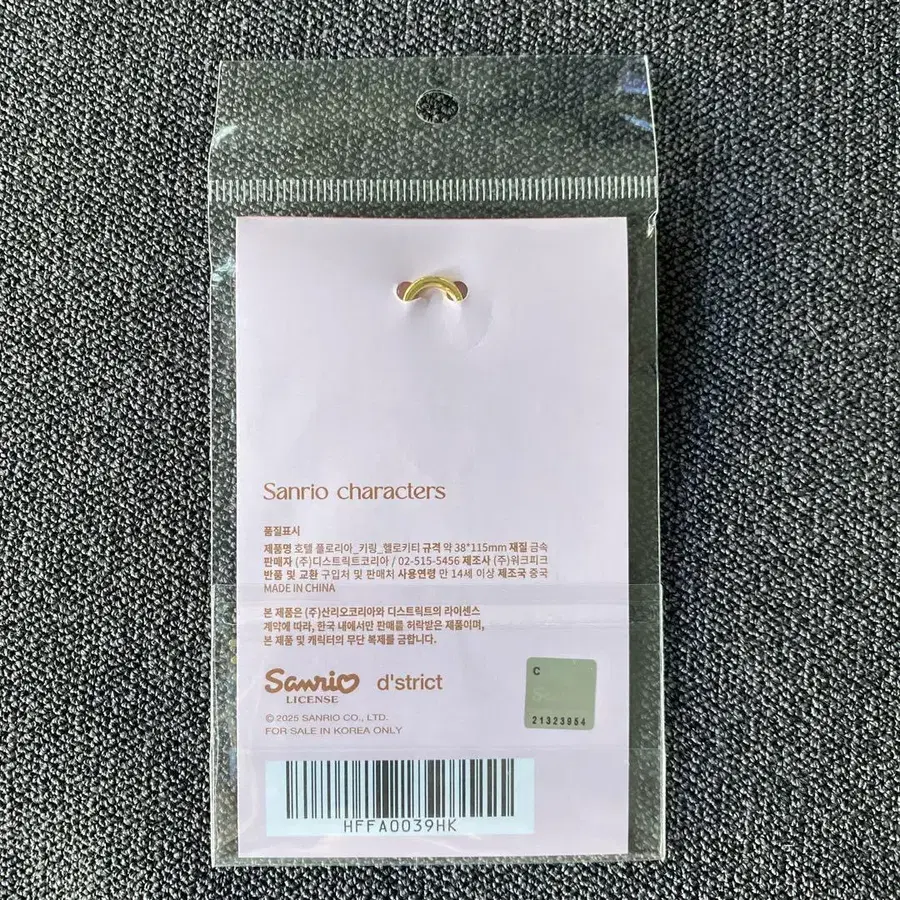 Sanrio characters
품질표시
제품명 호텔 플로리아_키링_헬로키티 규격 약 38*115mm 재질 금속
판매자 (주)디스트릭트코리아 / 02-515-5456 제조사 (주)워크피크
반품 및 교환 구입처 및 판매처 사용연령 만 14세 이상 제조국 중국
MADE IN CHINA
본 제품은 (주)산리오코리아와 디스트릭트의 라이센스
계약에 따라, 한국 내에서만 판매를 허락받은 제품이며,
본 제품 및 캐릭터의 무단 복제를 금합니다.
Sanrio d'strict
LICENSE
C
21323954
© 2025 SANRIO CO., LTD.
FOR SALE IN KOREA ONLY
HFFA0039HK